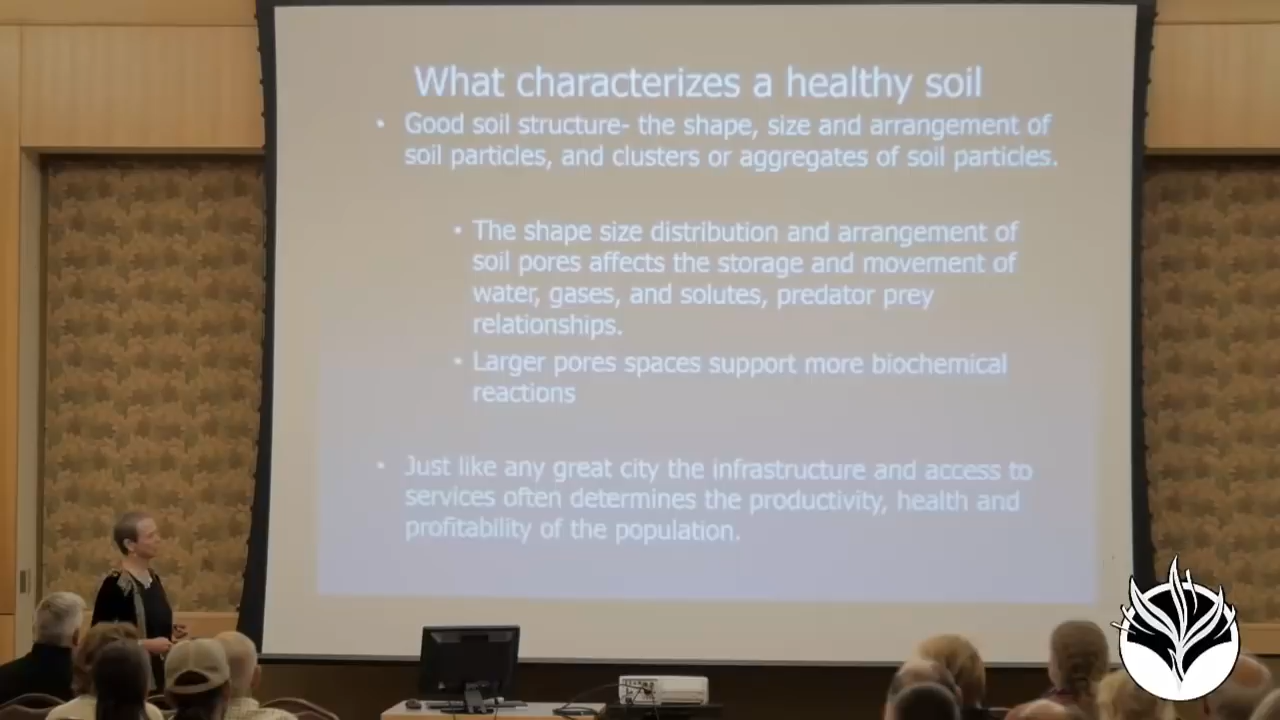 What characterizes a healthy soil
• Good soil structure- the shape, size and arrangement of
soil particles, and clusters or aggregates of soil particles.
• The shape size distribution and arrangement of
soil pores affects the storage and movement of
water, gases, and solutes, predator prey
relationships.
• Larger pores spaces support more biochemical
reactions
• Just like any great city the infrastructure and access to
services often determines the productivity, health and
profitability of the population.